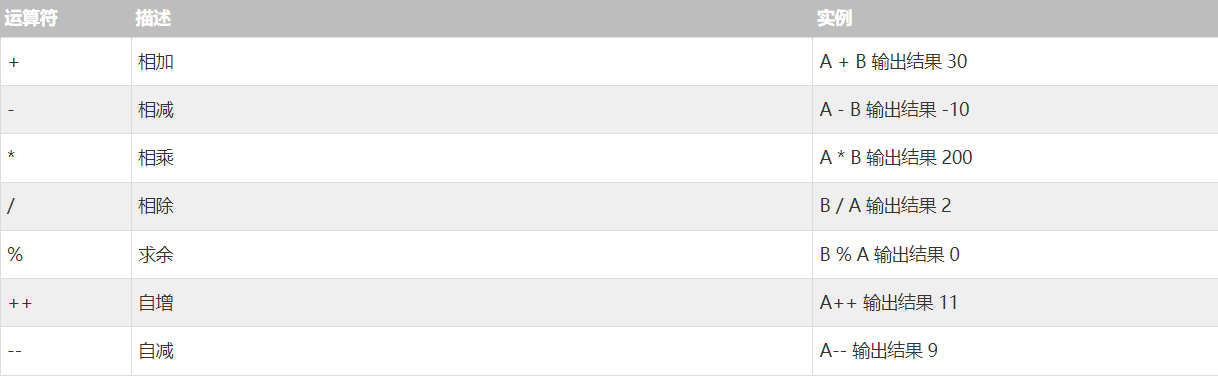 运算符 描述 实例
+ 相加 A + B 输出结果 30
- 相减 A - B 输出结果 -10
* 相乘 A * B 输出结果 200
/ 相除 B / A 输出结果 2
% 求余 B % A 输出结果 0
++ 自增 A++ 输出结果 11
-- 自减 A-- 输出结果 9